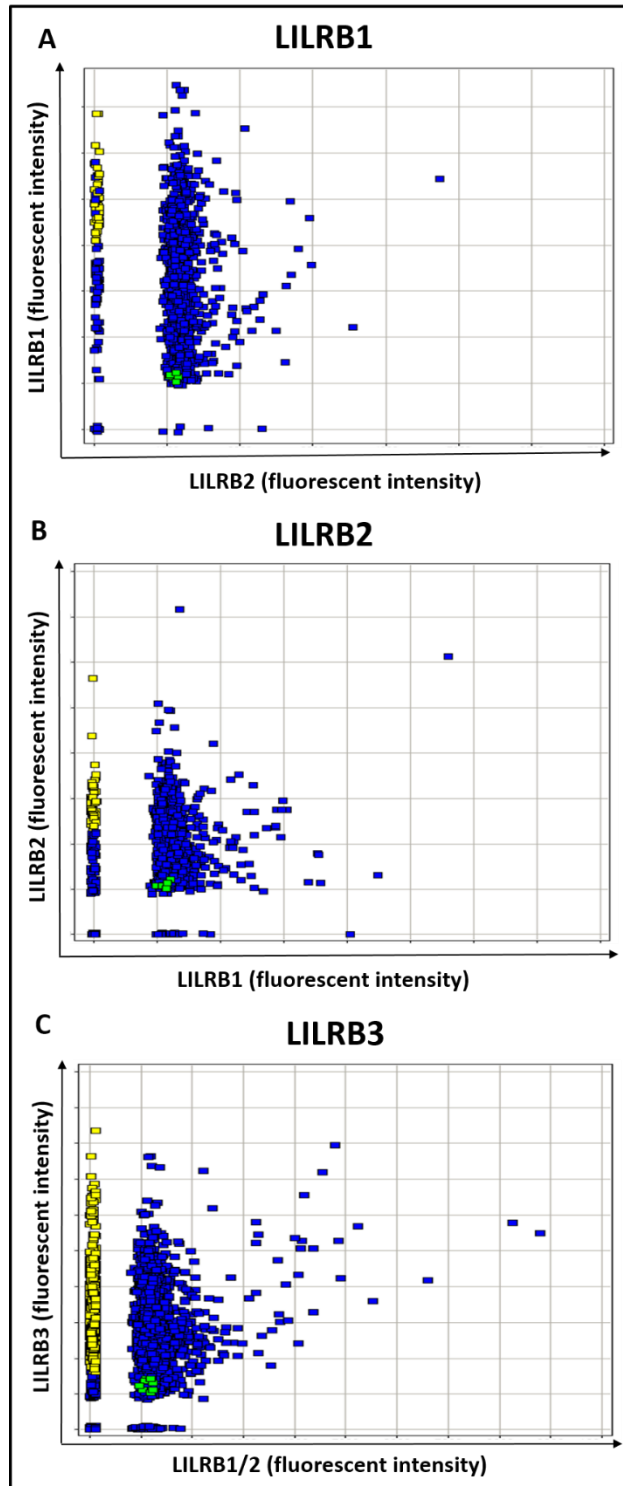 A
LILRB1
LILRB1 (fluorescent intensity)
LILRB2 (fluorescent intensity)
B
LILRB2
LILRB2 (fluorescent intensity)
LILRB1 (fluorescent intensity)
C
LILRB3
LILRB3 (fluorescent intensity)
LILRB1/2 (fluorescent intensity)